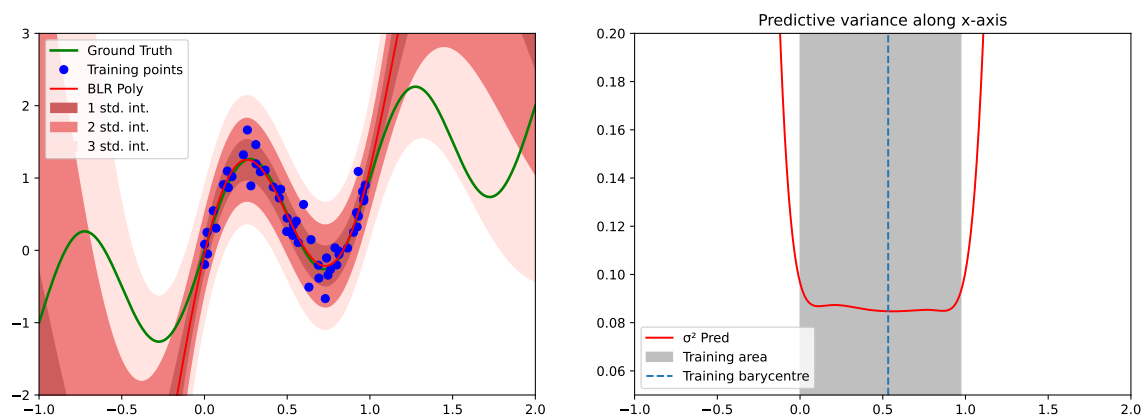 3
2
1
0
−1
−2
−1.0 −0.5 0.0 0.5 1.0 1.5 2.0
Ground Truth
Training points
BLR Poly
1 std. int.
2 std. int.
3 std. int.
Predictive variance along x-axis
0.20
0.18
0.16
0.14
0.12
0.10
0.08
0.06
−1.0 −0.5 0.0 0.5 1.0 1.5 2.0
σ² Pred
Training area
Training barycentre